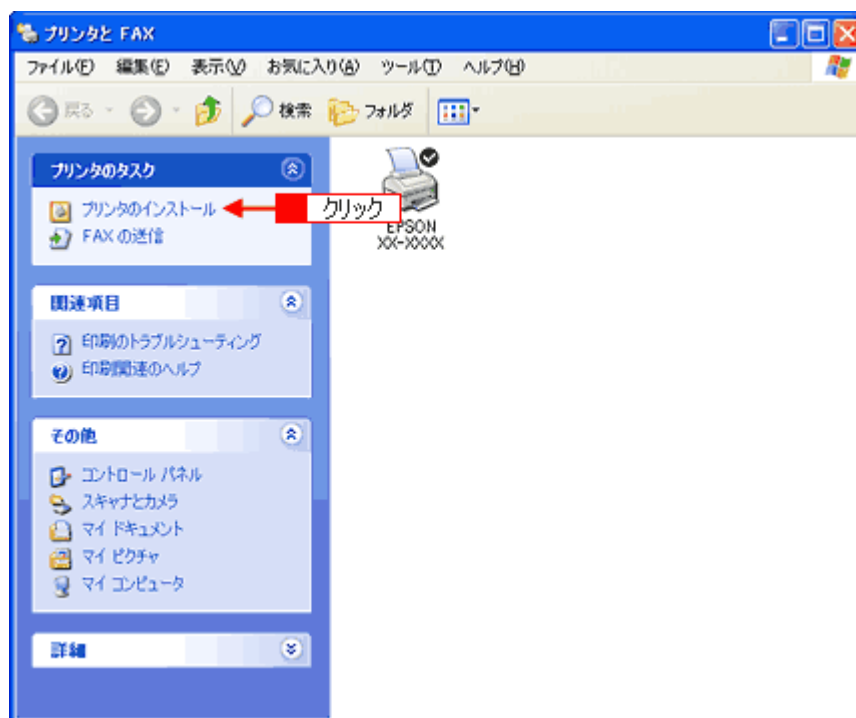 プリンタと FAX
ファイル(F) 編集(E) 表示(V) お気に入り(A) ツール(T) ヘルプ(H)
戻る 検索 フォルダ
プリンタのタスク
プリンタのインストール
クリック
FAX の送信
EPSON
XX-XXXX
関連項目
印刷のトラブルシューティング
印刷関連のヘルプ
その他
コントロール パネル
スキャナとカメラ
マイ ドキュメント
マイ ピクチャ
マイ コンピュータ
詳細